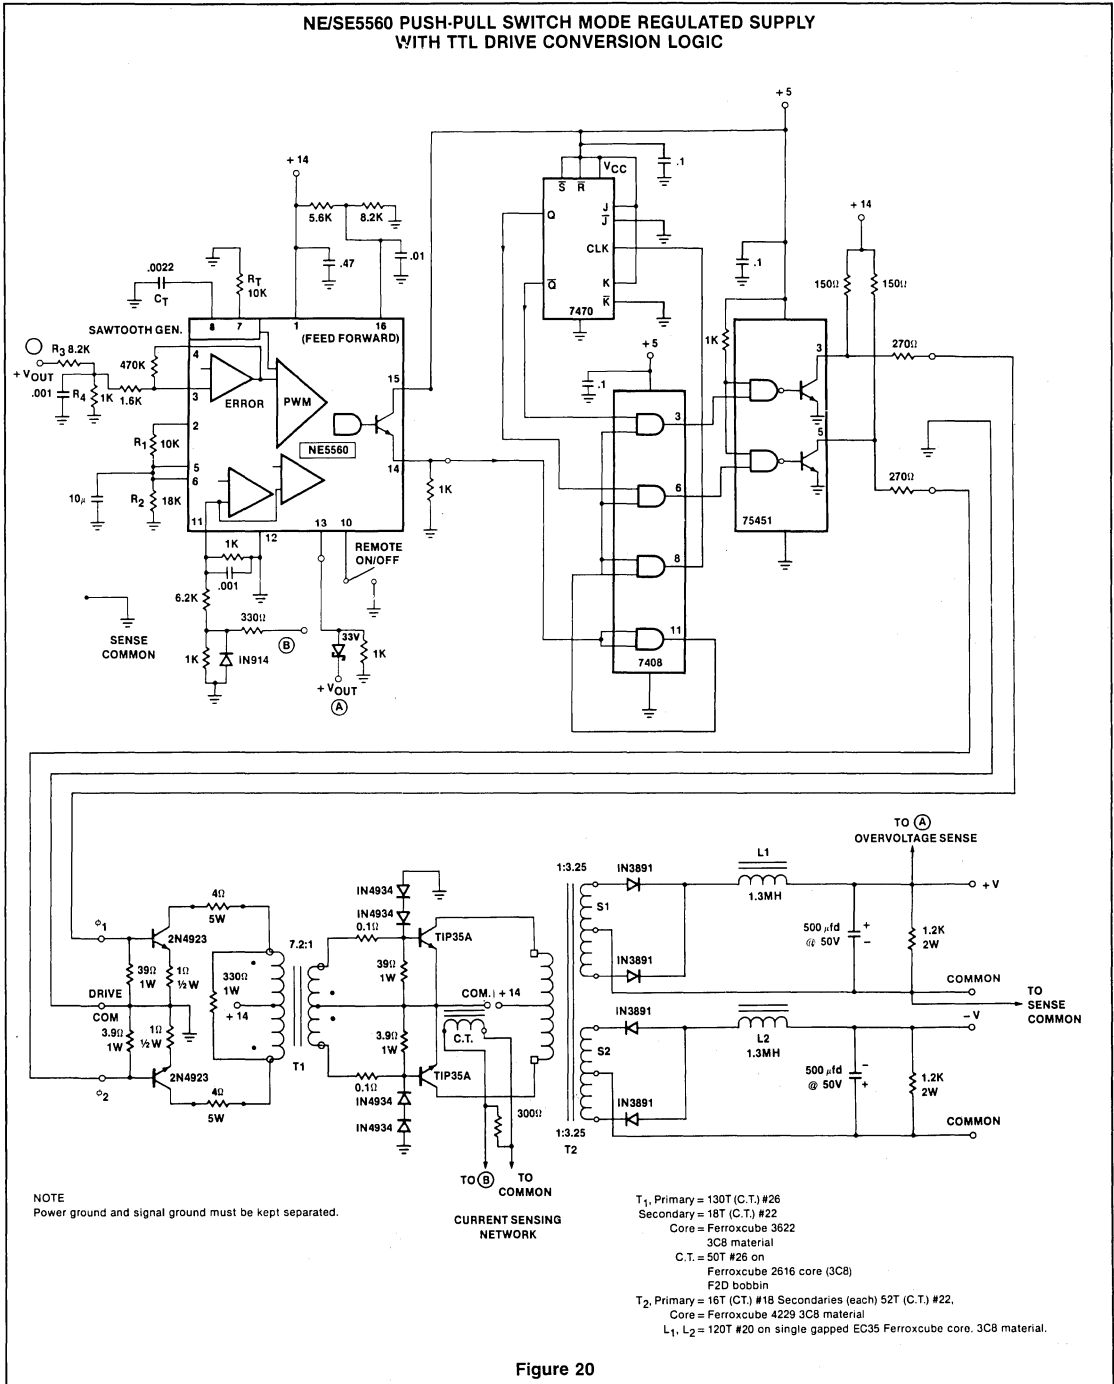 NE/SE5560 PUSH-PULL SWITCH MODE REGULATED SUPPLY
WITH TTL DRIVE CONVERSION LOGIC
+ 5
+ 14
5.6K
8.2K
.47
.01
.0022
CT
RT
10K
SAWTOOTH GEN.
8
7
1
16
(FEED FORWARD)
R3 8.2K
+ VOUT
.001
R4
1K
1.6K
470K
4
3
ERROR
PWM
15
NE5560
14
1K
R1
10K
2
5
6
10μ
R2
18K
11
12
13
10
REMOTE
ON/OFF
1K
.001
6.2K
330Ω
B
1K
IN914
SENSE
COMMON
33V
1K
+ VOUT
A
S
R
VCC
.1
Q
J
J
CLK
Q
K
K
7470
+ 5
.1
3
6
8
11
7408
.1
1K
3
5
75451
+ 14
150Ω
150Ω
270Ω
270Ω
ϕ1
2N4923
4Ω
5W
39Ω
1W
1Ω
½ W
DRIVE
COM
3.9Ω
1W
1Ω
½W
ϕ2
2N4923
4Ω
5W
330Ω
1W
+ 14
7.2:1
T1
IN4934
IN4934
0.1Ω
TIP35A
39Ω
1W
COM.
+ 14
C.T.
3.9Ω
1W
TIP35A
0.1Ω
IN4934
IN4934
300Ω
TO B
TO
COMMON
CURRENT SENSING
NETWORK
1:3.25
S1
IN3891
IN3891
L1
1.3MH
500 μfd
@ 50V
+
−
1.2K
2W
TO A
OVERVOLTAGE SENSE
+ V
COMMON
TO
SENSE
COMMON
S2
IN3891
IN3891
L2
1.3MH
500 μfd
@ 50V
−
+
1.2K
2W
− V
COMMON
1:3.25
T2
NOTE
Power ground and signal ground must be kept separated.
T1, Primary = 130T (C.T.) #26
Secondary = 18T (C.T.) #22
Core = Ferroxcube 3622
3C8 material
C.T. = 50T #26 on
Ferroxcube 2616 core (3C8)
F2D bobbin
T2, Primary = 16T (CT.) #18 Secondaries (each) 52T (C.T.) #22,
Core = Ferroxcube 4229 3C8 material
L1, L2 = 120T #20 on single gapped EC35 Ferroxcube core. 3C8 material.
Figure 20